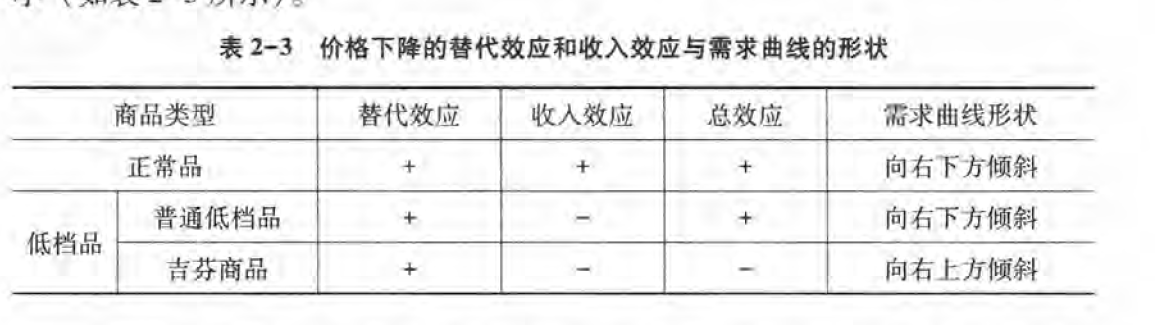 示（如表2-3所示）。
表 2-3 价格下降的替代效应和收入效应与需求曲线的形状
商品类型 替代效应 收入效应 总效应 需求曲线形状
正常品 + + + 向右下方倾斜
低档品 普通低档品 + - + 向右下方倾斜
吉芬商品 + - - 向右上方倾斜